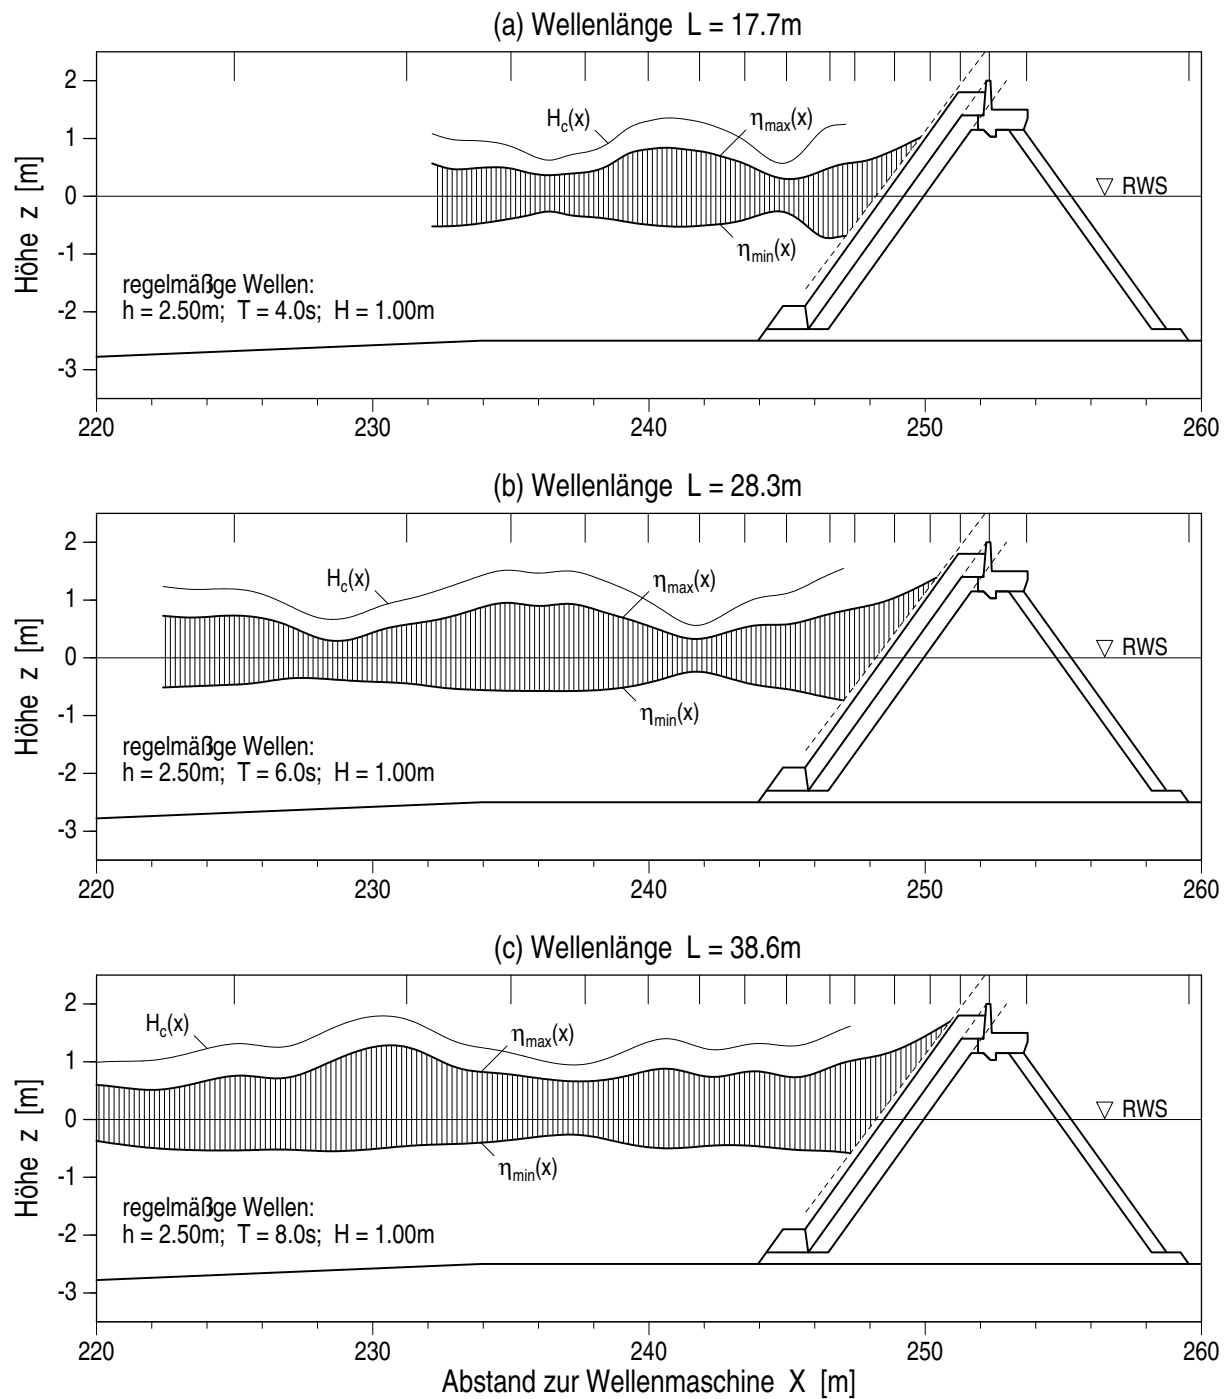 (a) Wellenlänge L = 17.7m
Höhe z [m]
2
1
0
-1
-2
-3
H_c(x)
η_max(x)
η_min(x)
RWS
regelmäßige Wellen:
h = 2.50m; T = 4.0s; H = 1.00m
220 230 240 250 260
(b) Wellenlänge L = 28.3m
Höhe z [m]
2
1
0
-1
-2
-3
H_c(x)
η_max(x)
η_min(x)
RWS
regelmäßige Wellen:
h = 2.50m; T = 6.0s; H = 1.00m
220 230 240 250 260
(c) Wellenlänge L = 38.6m
Höhe z [m]
2
1
0
-1
-2
-3
H_c(x)
η_max(x)
η_min(x)
RWS
regelmäßige Wellen:
h = 2.50m; T = 8.0s; H = 1.00m
220 230 240 250 260
Abstand zur Wellenmaschine X [m]